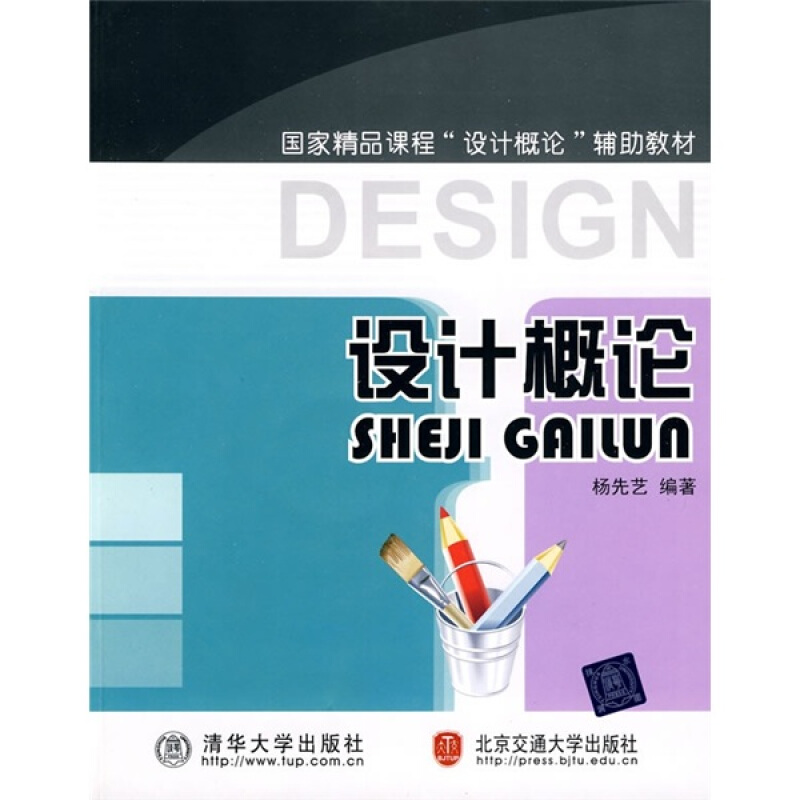 国家精品课程“设计概论”辅助教材
DESIGN
设计概论
SHEJI GAILUN
杨先艺 编著
清华大学出版社
http://www.tup.com.cn
BJTUP
北京交通大学出版社
http://press.bjtu.edu.cn